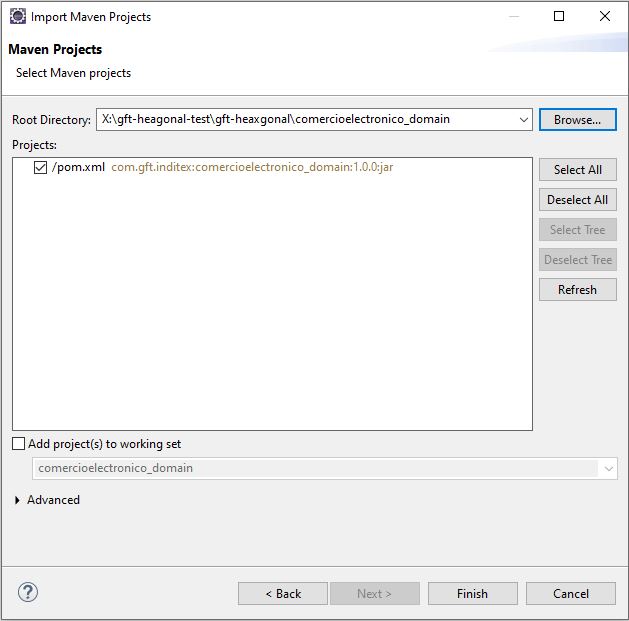 Import Maven Projects
Maven Projects
Select Maven projects
Root Directory: X:\gft-heagonal-test\gft-heaxgonal\comercioelectronico_domain Browse...
Projects:
/pom.xml com.gft.inditex:comercioelectronico_domain:1.0.0:jar
Select All
Deselect All
Select Tree
Deselect Tree
Refresh
Add project(s) to working set
comercioelectronico_domain
Advanced
? < Back Next > Finish Cancel